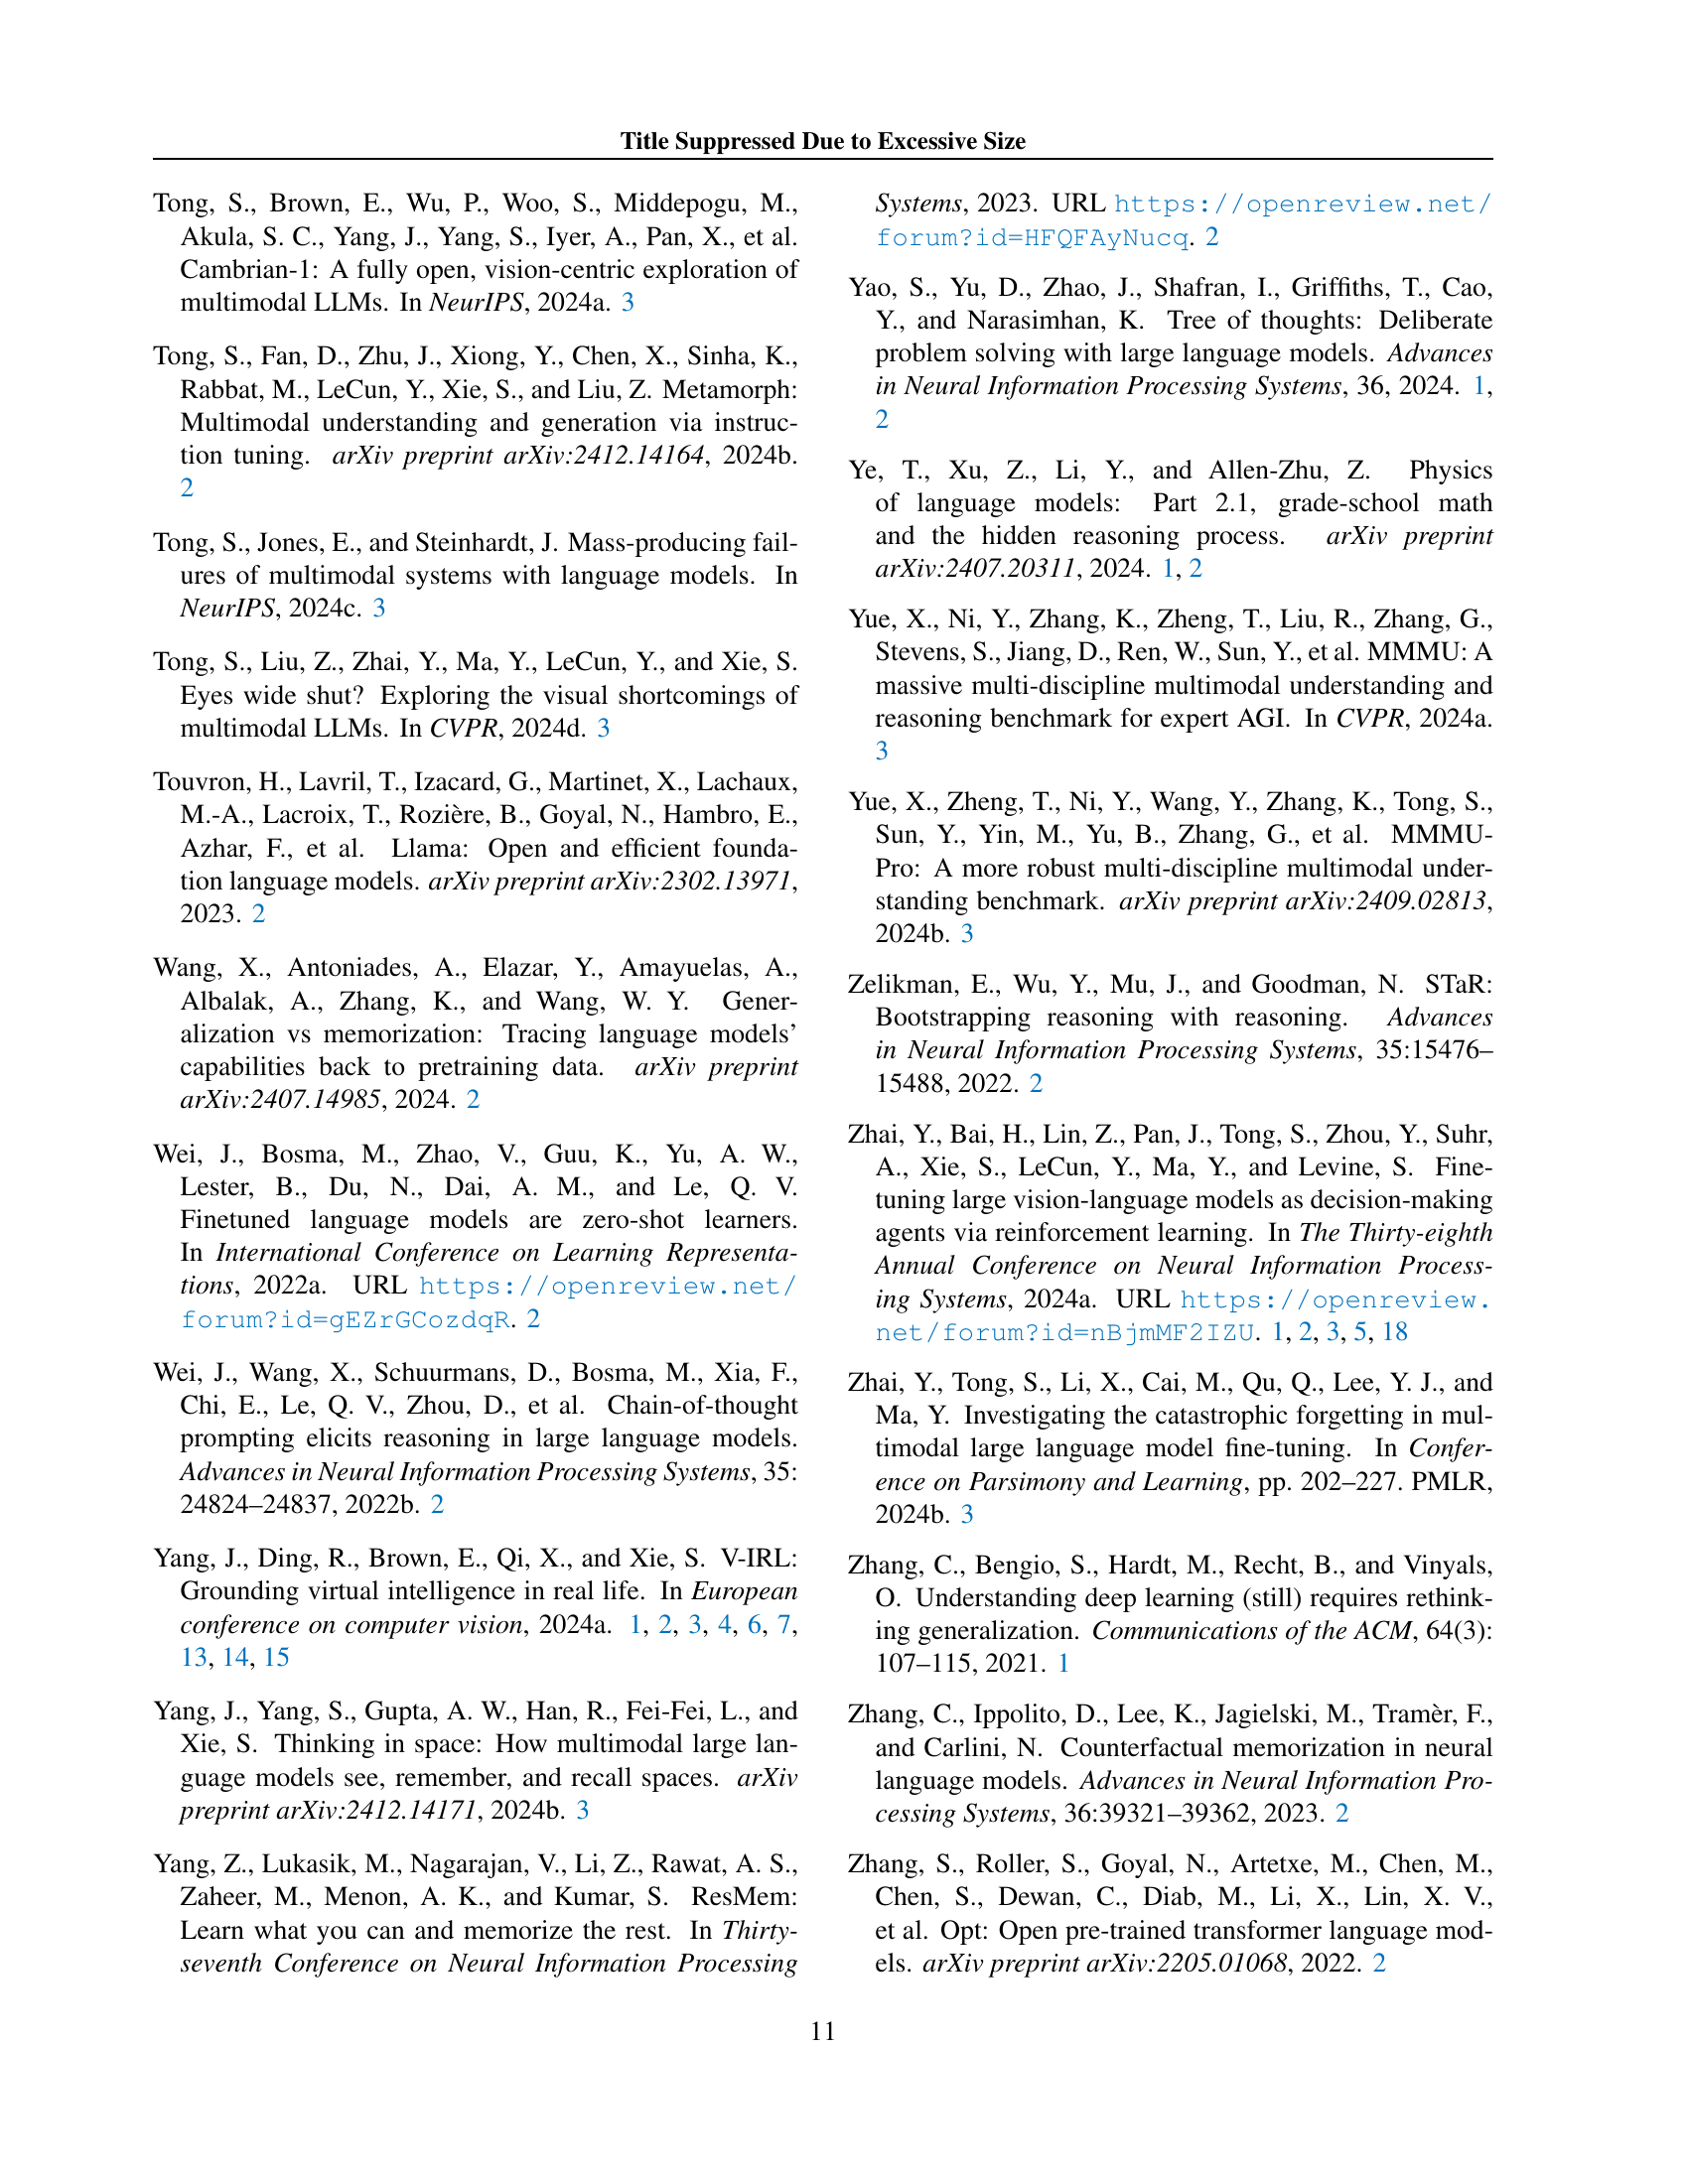 Title Suppressed Due to Excessive Size
Tong, S., Brown, E., Wu, P., Woo, S., Middepogu, M.,
Akula, S. C., Yang, J., Yang, S., Iyer, A., Pan, X., et al.
Cambrian-1: A fully open, vision-centric exploration of
multimodal LLMs. In NeurIPS, 2024a. 3
Tong, S., Fan, D., Zhu, J., Xiong, Y., Chen, X., Sinha, K.,
Rabbat, M., LeCun, Y., Xie, S., and Liu, Z. Metamorph:
Multimodal understanding and generation via instruc-
tion tuning. arXiv preprint arXiv:2412.14164, 2024b.
2
Tong, S., Jones, E., and Steinhardt, J. Mass-producing fail-
ures of multimodal systems with language models. In
NeurIPS, 2024c. 3
Tong, S., Liu, Z., Zhai, Y., Ma, Y., LeCun, Y., and Xie, S.
Eyes wide shut? Exploring the visual shortcomings of
multimodal LLMs. In CVPR, 2024d. 3
Touvron, H., Lavril, T., Izacard, G., Martinet, X., Lachaux,
M.-A., Lacroix, T., Rozière, B., Goyal, N., Hambro, E.,
Azhar, F., et al. Llama: Open and efficient founda-
tion language models. arXiv preprint arXiv:2302.13971,
2023. 2
Wang, X., Antoniades, A., Elazar, Y., Amayuelas, A.,
Albalak, A., Zhang, K., and Wang, W. Y. Gener-
alization vs memorization: Tracing language models’
capabilities back to pretraining data. arXiv preprint
arXiv:2407.14985, 2024. 2
Wei, J., Bosma, M., Zhao, V., Guu, K., Yu, A. W.,
Lester, B., Du, N., Dai, A. M., and Le, Q. V.
Finetuned language models are zero-shot learners.
In International Conference on Learning Representa-
tions, 2022a. URL https://openreview.net/
forum?id=gEZrGCozdqR. 2
Wei, J., Wang, X., Schuurmans, D., Bosma, M., Xia, F.,
Chi, E., Le, Q. V., Zhou, D., et al. Chain-of-thought
prompting elicits reasoning in large language models.
Advances in Neural Information Processing Systems, 35:
24824–24837, 2022b. 2
Yang, J., Ding, R., Brown, E., Qi, X., and Xie, S. V-IRL:
Grounding virtual intelligence in real life. In European
conference on computer vision, 2024a. 1, 2, 3, 4, 6, 7,
13, 14, 15
Yang, J., Yang, S., Gupta, A. W., Han, R., Fei-Fei, L., and
Xie, S. Thinking in space: How multimodal large lan-
guage models see, remember, and recall spaces. arXiv
preprint arXiv:2412.14171, 2024b. 3
Yang, Z., Lukasik, M., Nagarajan, V., Li, Z., Rawat, A. S.,
Zaheer, M., Menon, A. K., and Kumar, S. ResMem:
Learn what you can and memorize the rest. In Thirty-
seventh Conference on Neural Information Processing
Systems, 2023. URL https://openreview.net/
forum?id=HFQFAyNucq. 2
Yao, S., Yu, D., Zhao, J., Shafran, I., Griffiths, T., Cao,
Y., and Narasimhan, K. Tree of thoughts: Deliberate
problem solving with large language models. Advances
in Neural Information Processing Systems, 36, 2024. 1,
2
Ye, T., Xu, Z., Li, Y., and Allen-Zhu, Z. Physics
of language models: Part 2.1, grade-school math
and the hidden reasoning process. arXiv preprint
arXiv:2407.20311, 2024. 1, 2
Yue, X., Ni, Y., Zhang, K., Zheng, T., Liu, R., Zhang, G.,
Stevens, S., Jiang, D., Ren, W., Sun, Y., et al. MMMU: A
massive multi-discipline multimodal understanding and
reasoning benchmark for expert AGI. In CVPR, 2024a.
3
Yue, X., Zheng, T., Ni, Y., Wang, Y., Zhang, K., Tong, S.,
Sun, Y., Yin, M., Yu, B., Zhang, G., et al. MMMU-
Pro: A more robust multi-discipline multimodal under-
standing benchmark. arXiv preprint arXiv:2409.02813,
2024b. 3
Zelikman, E., Wu, Y., Mu, J., and Goodman, N. STaR:
Bootstrapping reasoning with reasoning. Advances
in Neural Information Processing Systems, 35:15476–
15488, 2022. 2
Zhai, Y., Bai, H., Lin, Z., Pan, J., Tong, S., Zhou, Y., Suhr,
A., Xie, S., LeCun, Y., Ma, Y., and Levine, S. Fine-
tuning large vision-language models as decision-making
agents via reinforcement learning. In The Thirty-eighth
Annual Conference on Neural Information Process-
ing Systems, 2024a. URL https://openreview.
net/forum?id=nBjmMF2IZU. 1, 2, 3, 5, 18
Zhai, Y., Tong, S., Li, X., Cai, M., Qu, Q., Lee, Y. J., and
Ma, Y. Investigating the catastrophic forgetting in mul-
timodal large language model fine-tuning. In Confer-
ence on Parsimony and Learning, pp. 202–227. PMLR,
2024b. 3
Zhang, C., Bengio, S., Hardt, M., Recht, B., and Vinyals,
O. Understanding deep learning (still) requires rethink-
ing generalization. Communications of the ACM, 64(3):
107–115, 2021. 1
Zhang, C., Ippolito, D., Lee, K., Jagielski, M., Tramèr, F.,
and Carlini, N. Counterfactual memorization in neural
language models. Advances in Neural Information Pro-
cessing Systems, 36:39321–39362, 2023. 2
Zhang, S., Roller, S., Goyal, N., Artetxe, M., Chen, M.,
Chen, S., Dewan, C., Diab, M., Li, X., Lin, X. V.,
et al. Opt: Open pre-trained transformer language mod-
els. arXiv preprint arXiv:2205.01068, 2022. 2
11